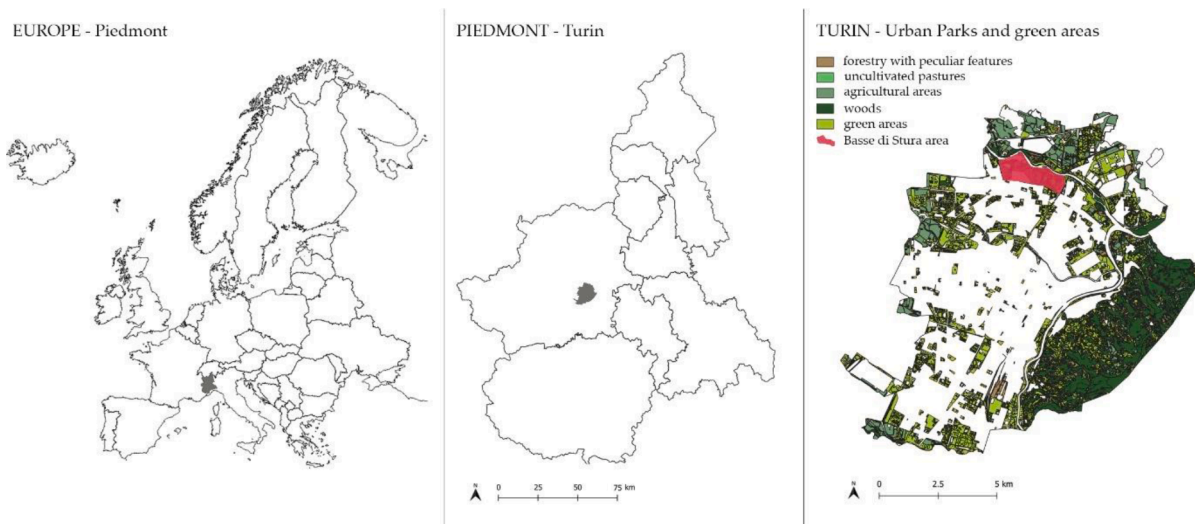 EUROPE - Piedmont
PIEDMONT - Turin
N
0 25 50 75 km
TURIN - Urban Parks and green areas
forestry with peculiar features
uncultivated pastures
agricultural areas
woods
green areas
Basse di Stura area
N
0 2.5 5 km